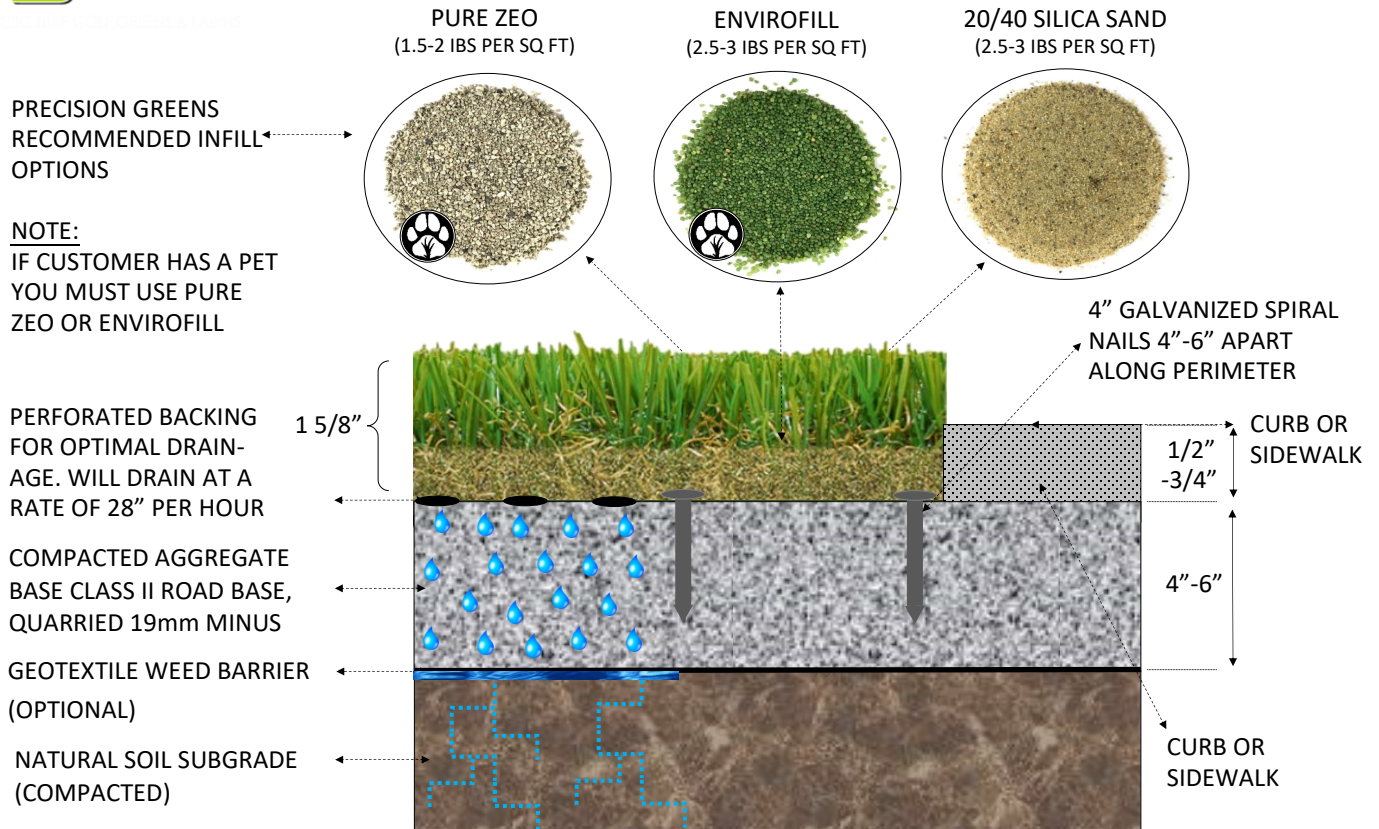 PURE ZEO
(1.5-2 IBS PER SQ FT)
ENVIROFILL
(2.5-3 IBS PER SQ FT)
20/40 SILICA SAND
(2.5-3 IBS PER SQ FT)
PRECISION GREENS
RECOMMENDED INFILL
OPTIONS
NOTE:
IF CUSTOMER HAS A PET
YOU MUST USE PURE
ZEO OR ENVIROFILL
4” GALVANIZED SPIRAL
NAILS 4”-6” APART
ALONG PERIMETER
PERFORATED BACKING
FOR OPTIMAL DRAIN-
AGE. WILL DRAIN AT A
RATE OF 28” PER HOUR
1 5/8”
CURB OR
SIDEWALK
1/2”
-3/4”
COMPACTED AGGREGATE
BASE CLASS II ROAD BASE,
QUARRIED 19mm MINUS
4”-6”
GEOTEXTILE WEED BARRIER
(OPTIONAL)
NATURAL SOIL SUBGRADE
(COMPACTED)
CURB OR
SIDEWALK